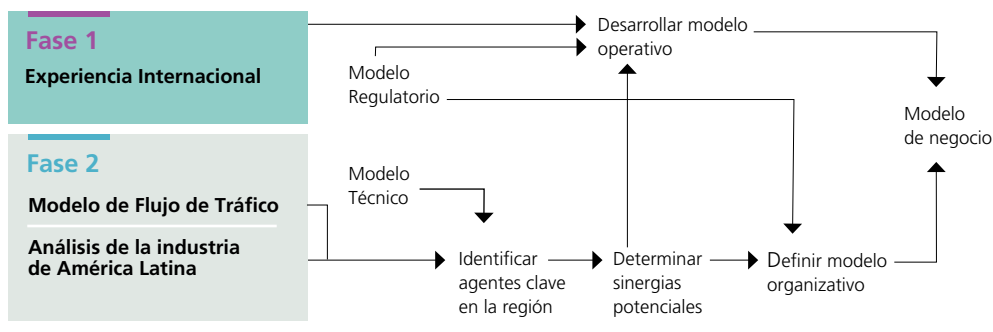 Fase 1
Experiencia Internacional
Fase 2
Modelo de Flujo de Tráfico
Análisis de la industria
de América Latina
Desarrollar modelo
operativo
Modelo
Regulatorio
Modelo
de negocio
Modelo
Técnico
Identificar
agentes clave
en la región
Determinar
sinergias
potenciales
Definir modelo
organizativo